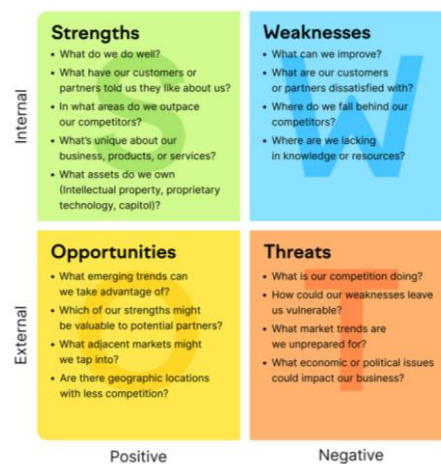 Internal
Strengths
• What do we do well?
• What have our customers or
partners told us they like about us?
• In what areas do we outpace
our competitors?
• What's unique about our
business, products, or services?
• What assets do we own
(Intellectual property, proprietary
technology, capitol)?
S
Weaknesses
• What can we improve?
• What are our customers
or partners dissatisfied with?
• Where do we fall behind our
competitors?
• Where are we lacking
in knowledge or resources?
W
External
Opportunities
• What emerging trends can
we take advantage of?
• Which of our strengths might
be valuable to potential partners?
• What adjacent markets might
we tap into?
• Are there geographic locations
with less competition?
O
Threats
• What is our competition doing?
• How could our weaknesses leave
us vulnerable?
• What market trends are
we unprepared for?
• What economic or political issues
could impact our business?
T
Positive
Negative